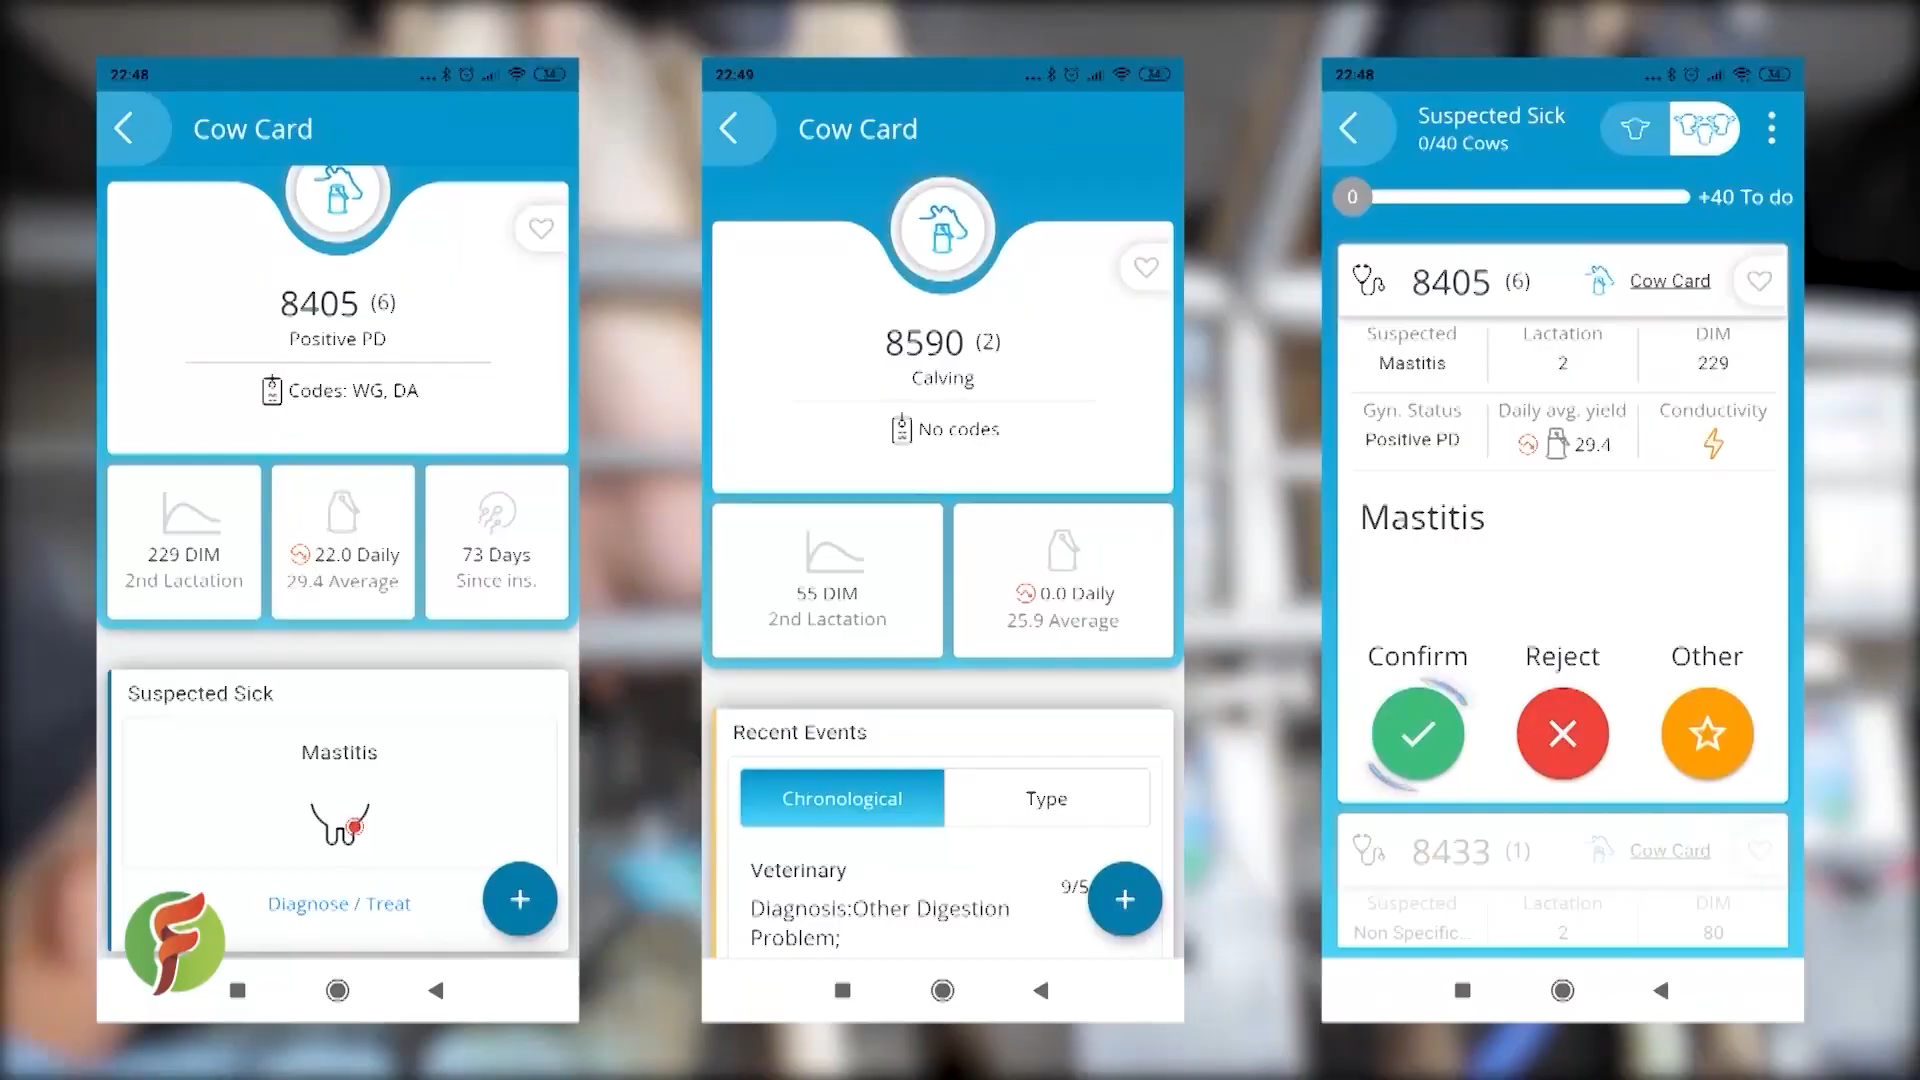 22:48
34
Cow Card
8405 (6)
Positive PD
Codes: WG, DA
229 DIM
2nd Lactation
22.0 Daily
29.4 Average
73 Days
Since ins.
Suspected Sick
Mastitis
Diagnose / Treat
22:49
34
Cow Card
8590 (2)
Calving
No codes
55 DIM
2nd Lactation
0.0 Daily
25.9 Average
Recent Events
Chronological Type
Veterinary
9/5
Diagnosis:Other Digestion
Problem;
22:48
34
Suspected Sick
0/40 Cows
0 +40 To do
8405 (6) Cow Card
Suspected Lactation DIM
Mastitis 2 229
Gyn. Status Daily avg. yield Conductivity
Positive PD 29.4
Mastitis
Confirm Reject Other
8433 (1) Cow Card
Suspected Lactation DIM
Non Specific... 2 80